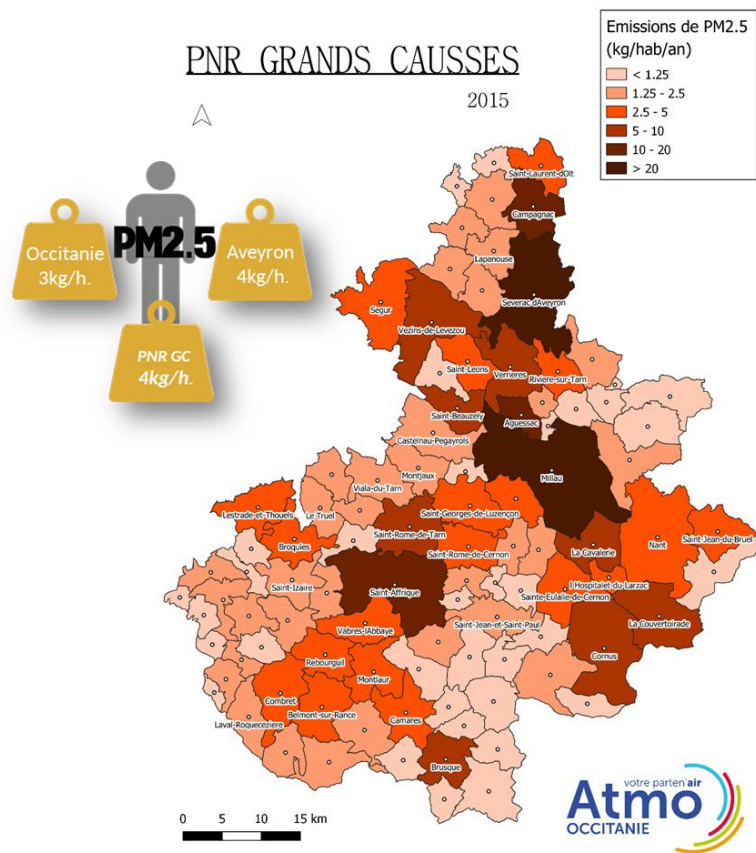 PNR GRANDS CAUSSES
2015
Emissions de PM2.5
(kg/hab/an)
< 1.25
1.25 - 2.5
2.5 - 5
5 - 10
10 - 20
> 20
PM2.5
Occitanie
3kg/h.
Aveyron
4kg/h.
PNR GC
4kg/h.
Saint-Laurent-dOlt
Campagnac
Lapanouse
Severac dAveyron
Segur
Vezins-de-Levezou
Saint-Leons
Verrieres
Riviere-sur-Tarn
Saint-Beauzely
Aguessac
Castelnau-Pegayrols
Millau
Montjaux
Viala-du-Tarn
Lestrade-et-Thouels
Le Truel
Saint-Georges-de-Luzençon
Saint-Rome-de-Tarn
Broquies
Saint-Rome-de-Cernon
La Cavalerie
Nant
Saint-Jean-du-Bruel
Saint-Izaire
Saint-Affrique
l Hospitalet-du-Larzac
Sainte-Eulalie-de-Cernon
Vabres-lAbbaye
Saint-Jean-et-Saint-Paul
La Couvertoirade
Rebourguil
Montlaur
Cornus
Combret
Belmont-sur-Rance
Camares
Laval-Roqueceziere
Brusque
0 5 10 15 km
votre parten'air
Atmo
OCCITANIE